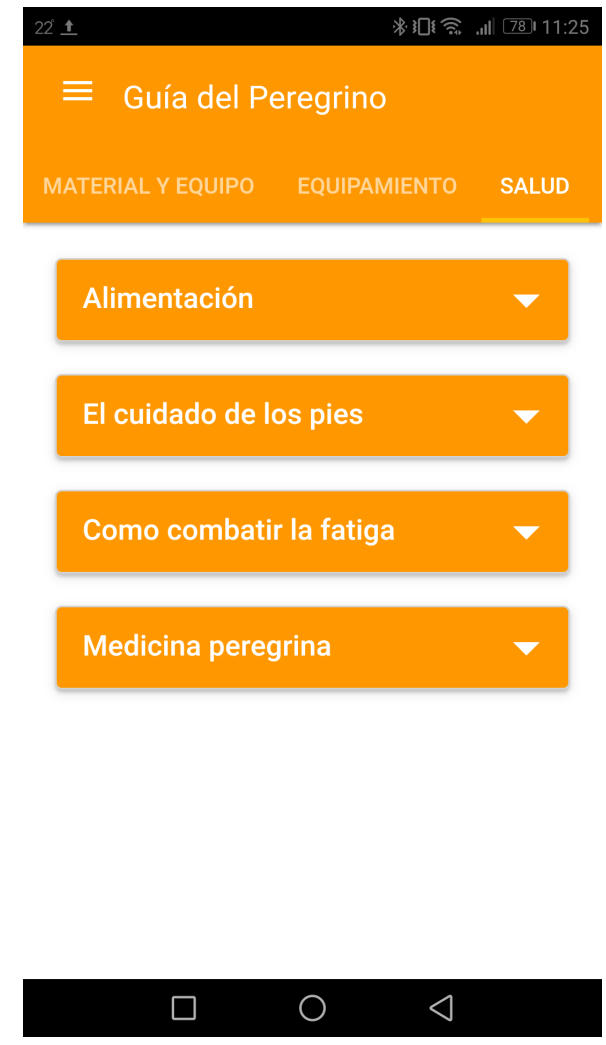 22° 78 11:25
Guía del Peregrino
MATERIAL Y EQUIPO EQUIPAMIENTO SALUD
Alimentación
El cuidado de los pies
Como combatir la fatiga
Medicina peregrina